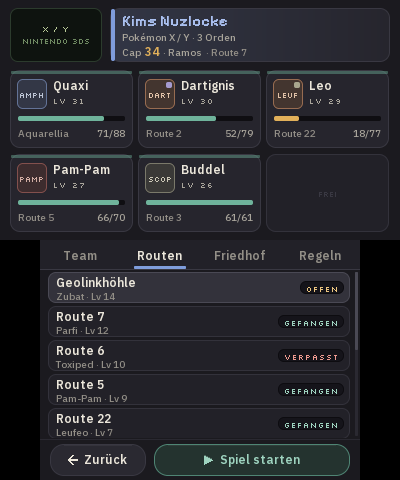 X / Y
NINTENDO 3DS
Kims Nuzlocke
Pokémon X / Y · 3 Orden
Cap 34 · Ramos · Route 7
AMPH
Quaxi
LV 31
Aquarellia
71/88
DART
Dartignis
LV 30
Route 2
52/79
LEUF
Leo
LV 29
Route 22
18/77
PAMP
Pam-Pam
LV 27
Route 5
66/70
SCOP
Buddel
LV 26
Route 3
61/61
FREI
Team
Routen
Friedhof
Regeln
Geolinkhöhle
Zubat · Lv 14
OFFEN
Route 7
Parfi · Lv 12
GEFANGEN
Route 6
Toxiped · Lv 10
VERPASST
Route 5
Pam-Pam · Lv 9
GEFANGEN
Route 22
Leufeo · Lv 7
GEFANGEN
Zurück
Spiel starten